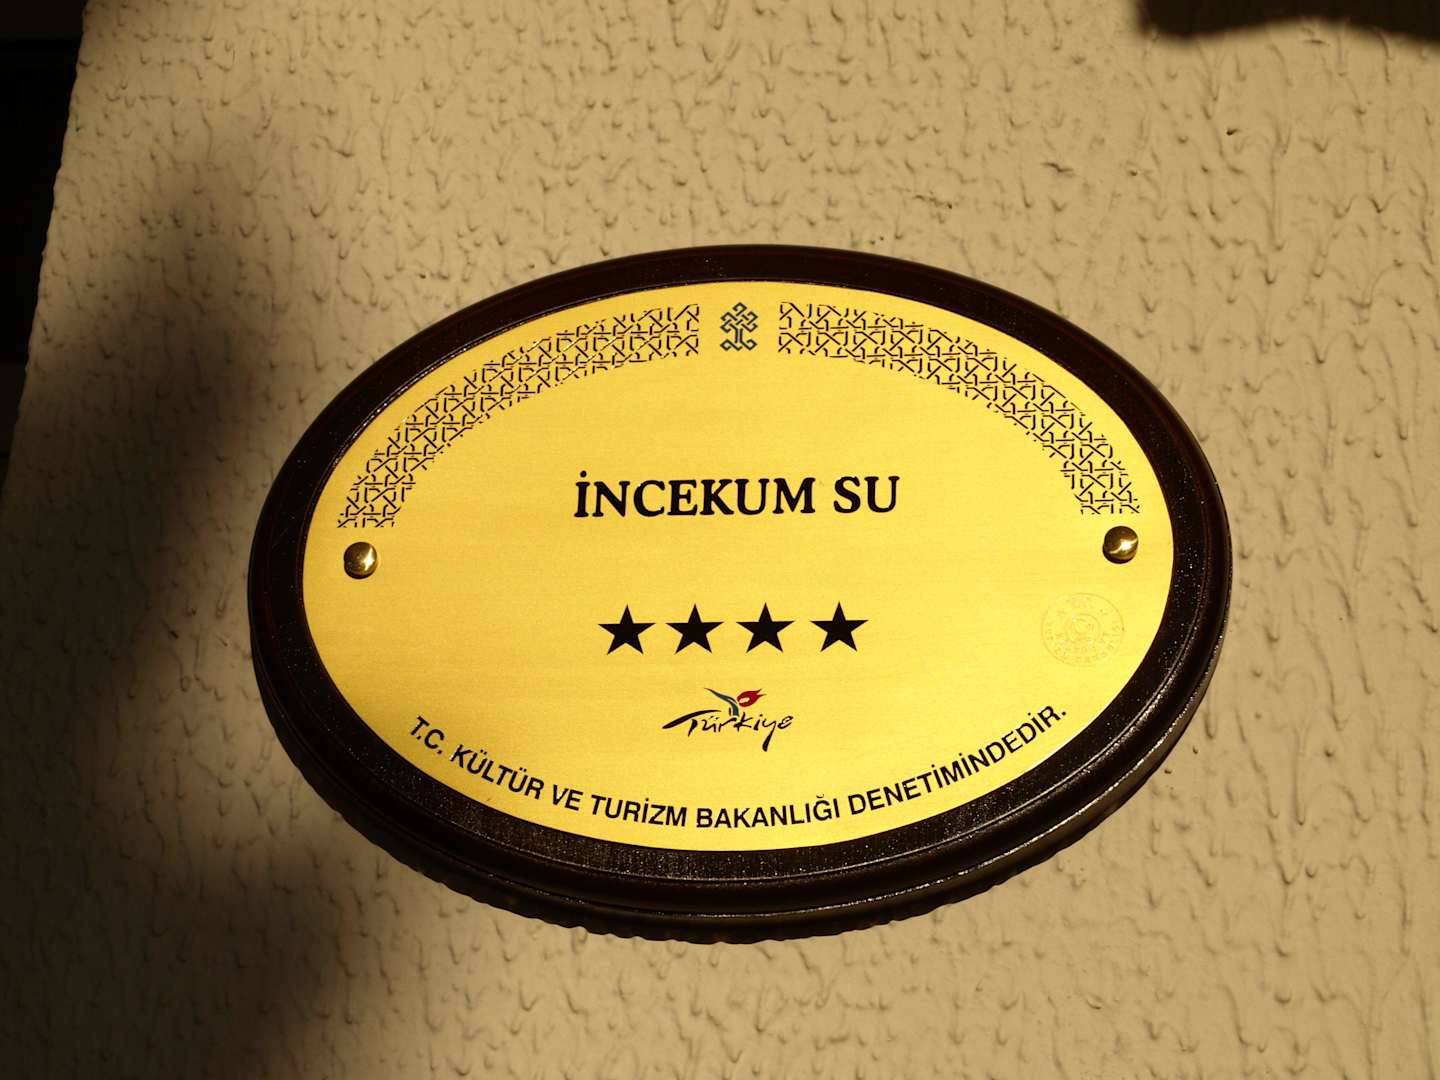 İNCEKUM SU
★★★★
Türkiye
T.C. KÜLTÜR VE TURİZM BAKANLIĞI DENETİMİNDEDİR.